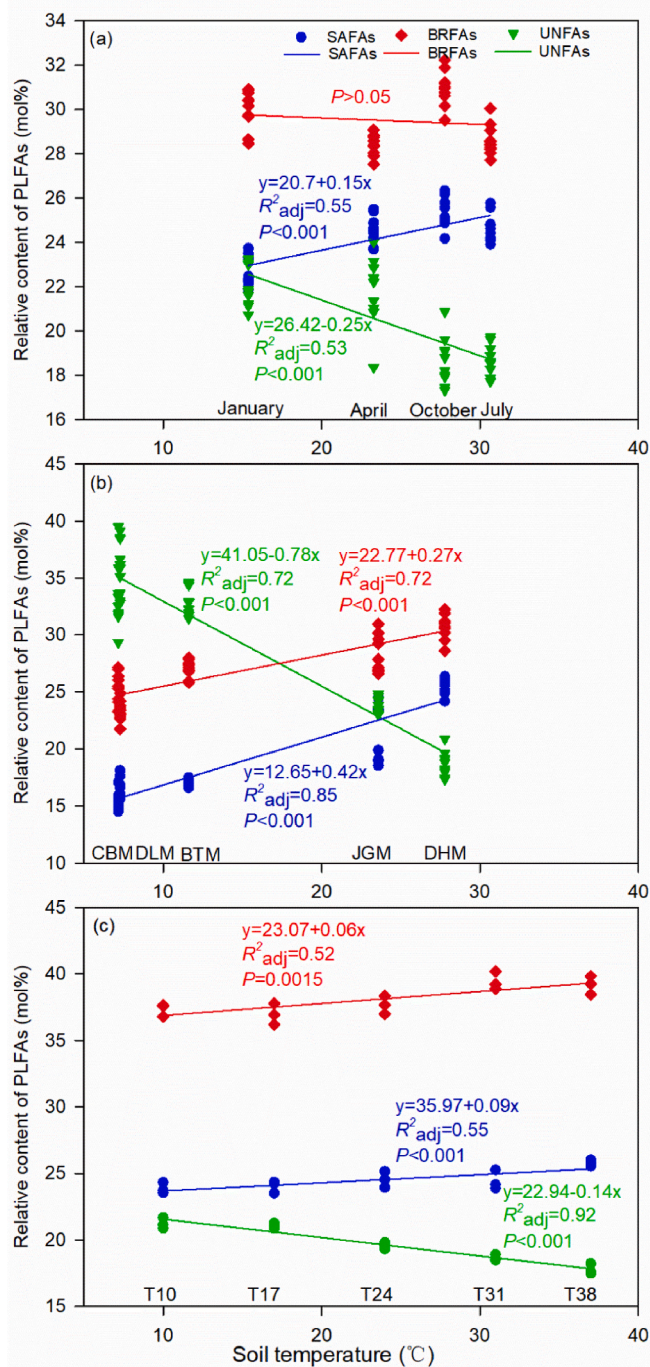 (a)
SAFAs BRFAs UNFAs
SAFAs BRFAs UNFAs
Relative content of PLFAs (mol%)
34
32
30
28
26
24
22
20
18
16
P>0.05
y=20.7+0.15x
R²adj=0.55
P<0.001
y=26.42-0.25x
R²adj=0.53
P<0.001
January April October July
10 20 30 40
(b)
Relative content of PLFAs (mol%)
45
40
35
30
25
20
15
10
y=41.05-0.78x
R²adj=0.72
P<0.001
y=22.77+0.27x
R²adj=0.72
P<0.001
y=12.65+0.42x
R²adj=0.85
P<0.001
CBM DLM BTM JGM DHM
10 20 30 40
(c)
Relative content of PLFAs (mol%)
45
40
35
30
25
20
15
y=23.07+0.06x
R²adj=0.52
P=0.0015
y=35.97+0.09x
R²adj=0.55
P<0.001
y=22.94-0.14x
R²adj=0.92
P<0.001
T10 T17 T24 T31 T38
10 20 30 40
Soil temperature (℃)